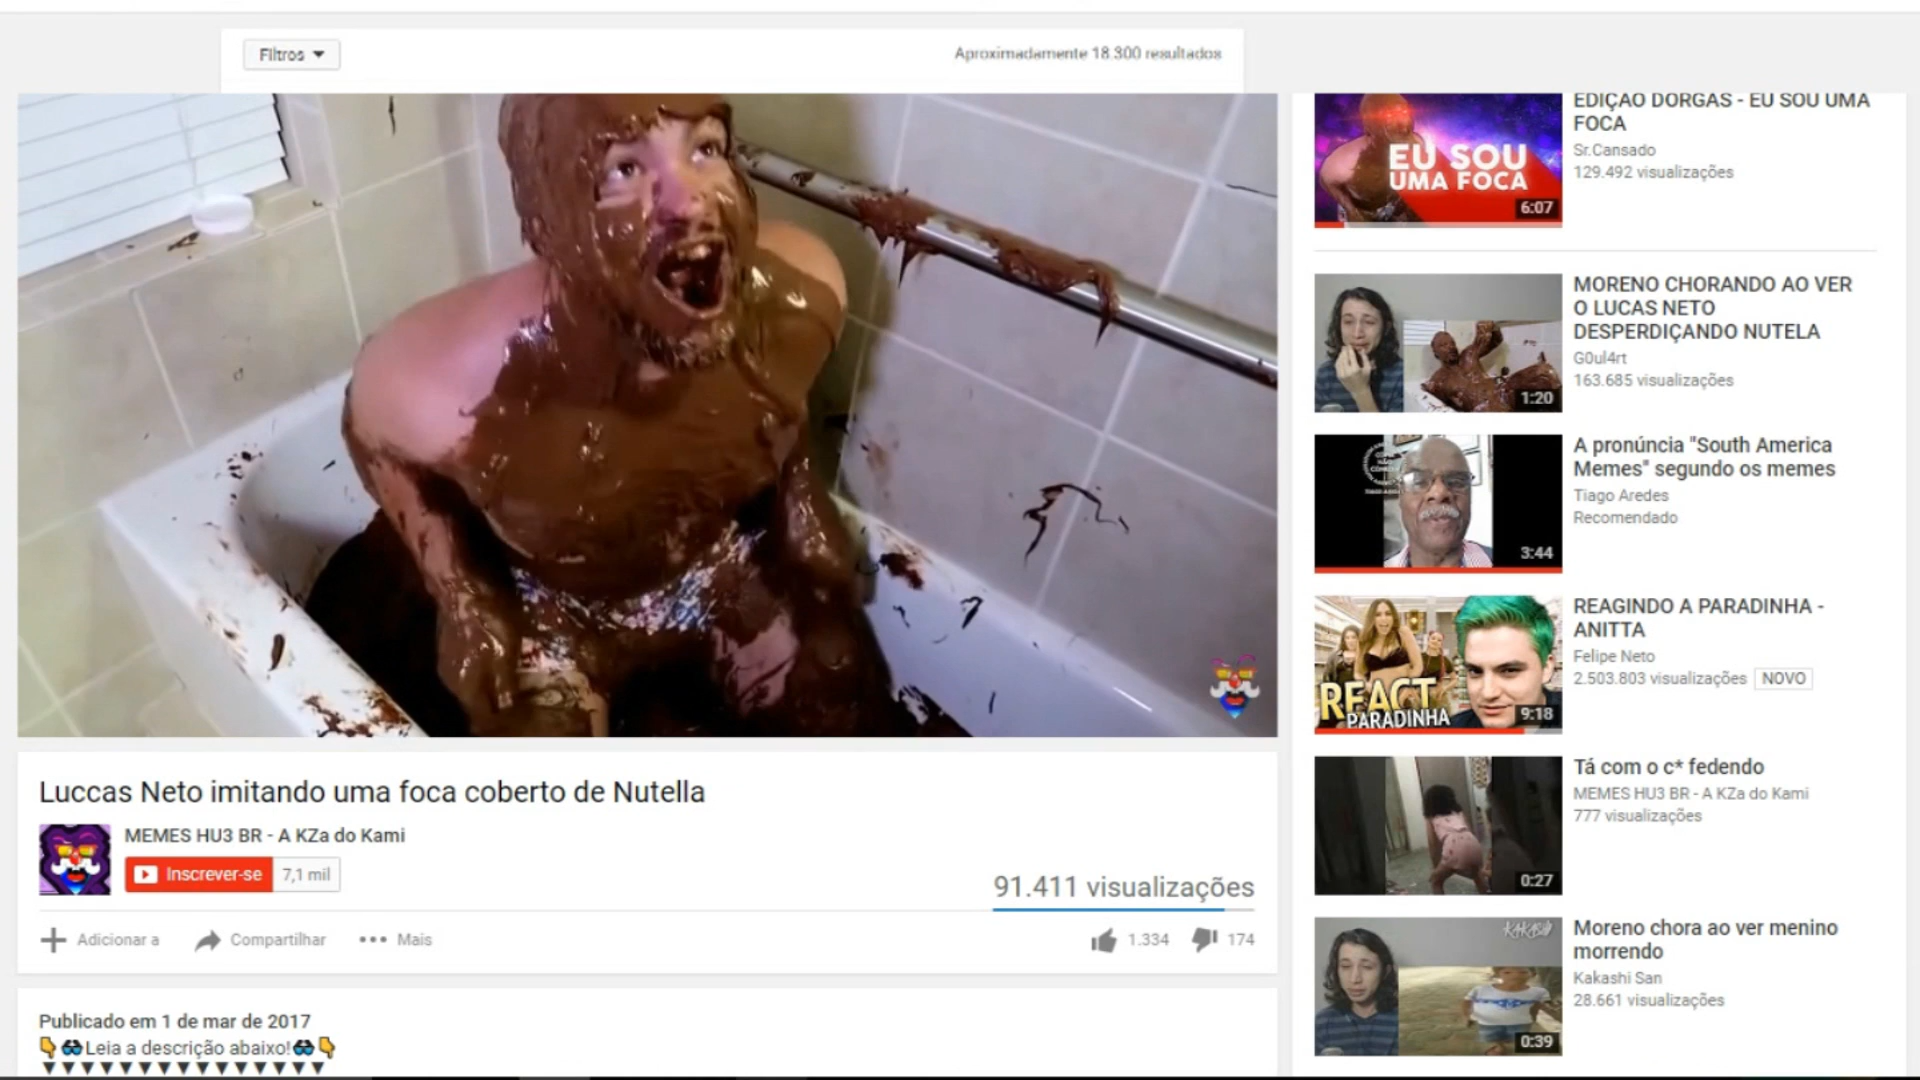 Filtros
Aproximadamente 18.300 resultados
Luccas Neto imitando uma foca coberto de Nutella
MEMES HU3 BR - A KZa do Kami
Inscrever-se 7,1 mil
91.411 visualizações
Adicionar a Compartilhar Mais
1.334 174
Publicado em 1 de mar de 2017
Leia a descrição abaixo!
EU SOU
UMA FOCA
6:07
EDIÇÃO DORGAS - EU SOU UMA
FOCA
Sr.Cansado
129.492 visualizações
1:20
MORENO CHORANDO AO VER
O LUCAS NETO
DESPERDIÇANDO NUTELA
G0ul4rt
163.685 visualizações
3:44
A pronúncia "South America
Memes" segundo os memes
Tiago Aredes
Recomendado
REACT
PARADINHA
9:18
REAGINDO A PARADINHA -
ANITTA
Felipe Neto
2.503.803 visualizações NOVO
0:27
Tá com o c* fedendo
MEMES HU3 BR - A KZa do Kami
777 visualizações
KAKASHI
0:39
Moreno chora ao ver menino
morrendo
Kakashi San
28.661 visualizações